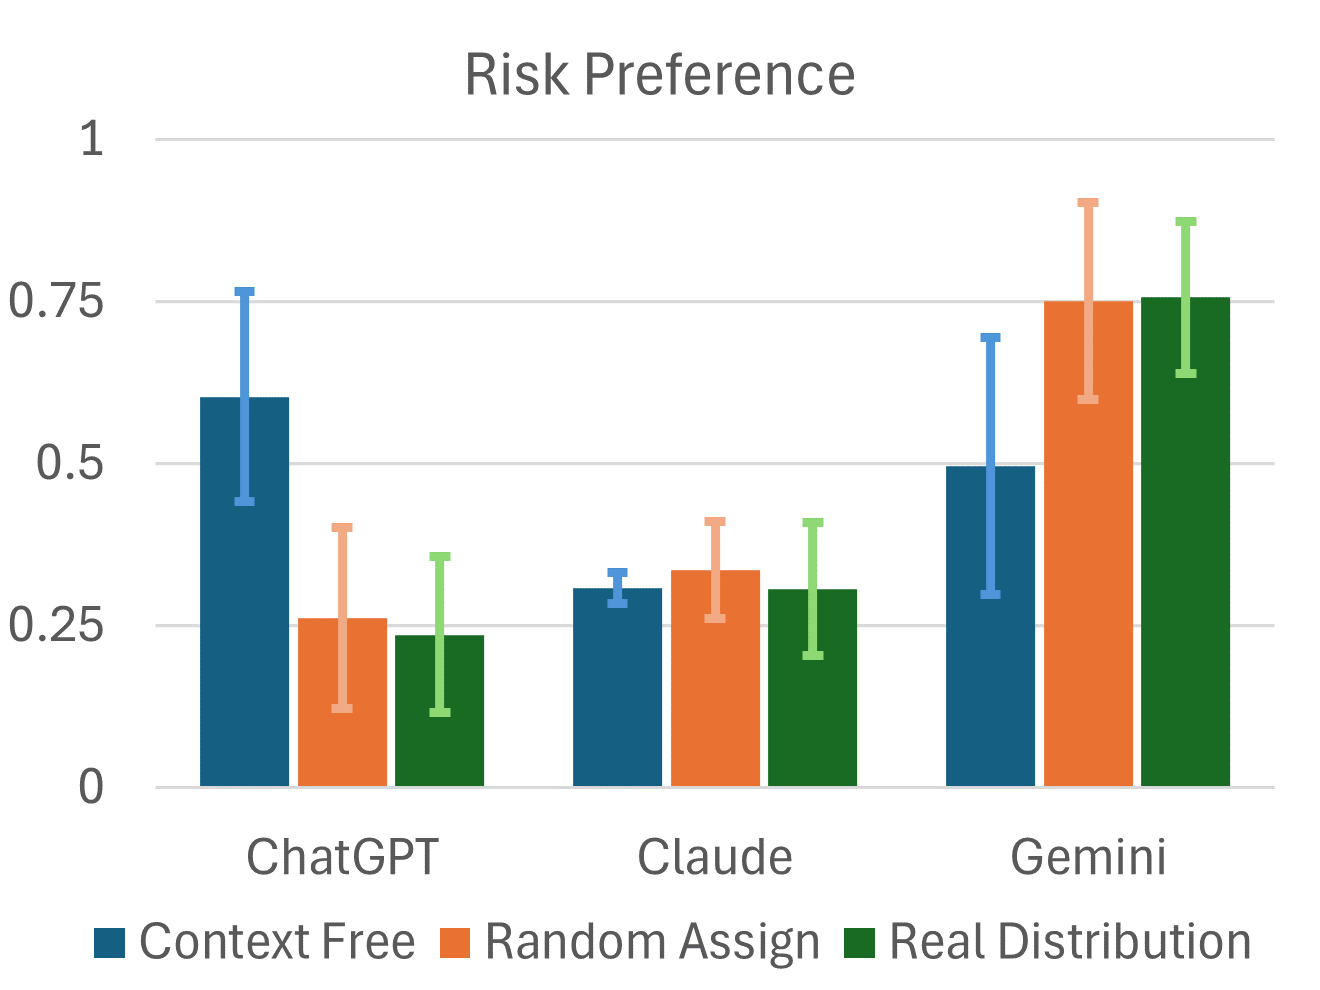 Risk Preference
1
0.75
0.5
0.25
0
ChatGPT Claude Gemini
Context Free Random Assign Real Distribution